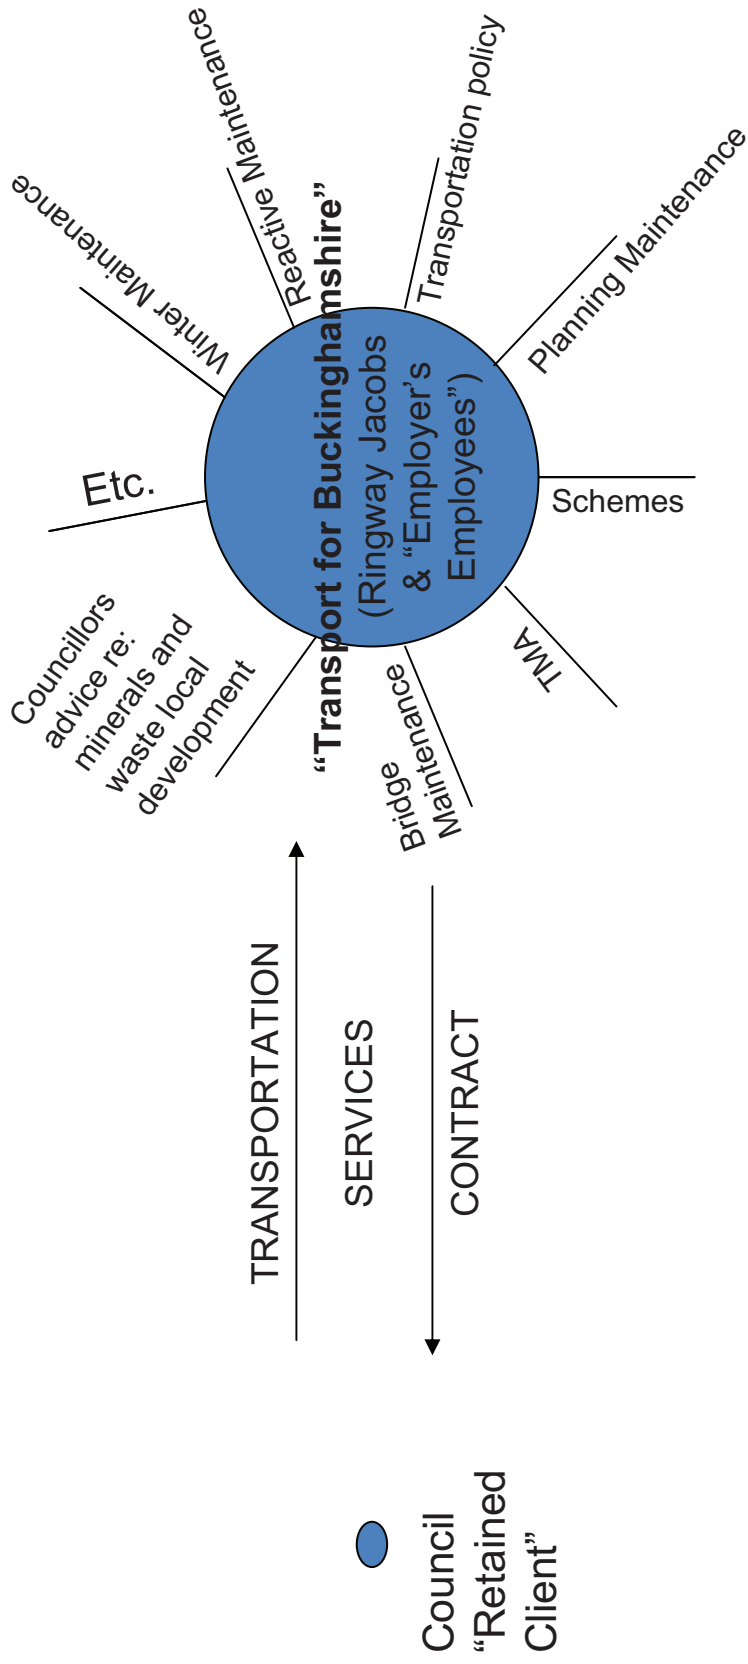 Council
“Retained
Client”
TRANSPORTATION
SERVICES
CONTRACT
Councillors
advice re:
minerals and
waste local
development
Etc.
Winter Maintenance
Reactive Maintenance
“Transport for Buckinghamshire”
(Ringway Jacobs
& “Employer’s
Employees”)
Transportation policy
Planning Maintenance
Schemes
TMA
Bridge
Maintenance